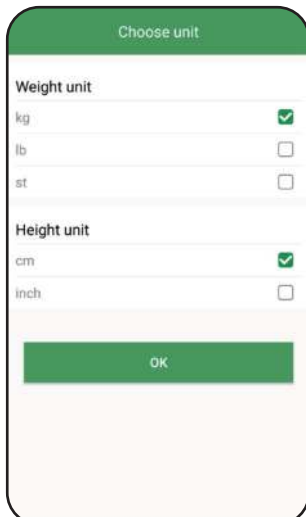 Choose unit
Weight unit
kg
lb
st
Height unit
cm
inch
OK